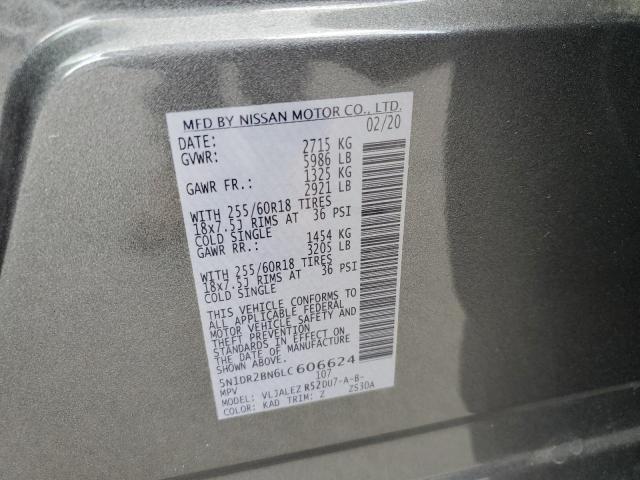 MFD BY NISSAN MOTOR CO., LTD.
DATE: 02/20
GVWR: 2715 KG
5986 LB
GAWR FR.: 1325 KG
2921 LB
WITH 255/60R18 TIRES
18x7.5J RIMS AT 36 PSI
COLD SINGLE
GAWR RR.: 1454 KG
3205 LB
WITH 255/60R18 TIRES
18x7.5J RIMS AT 36 PSI
COLD SINGLE
THIS VEHICLE CONFORMS TO
ALL APPLICABLE FEDERAL
MOTOR VEHICLE SAFETY AND
THEFT PREVENTION
STANDARDS IN EFFECT ON
THE DATE OF MANUFACTURE
SHOWN ABOVE.
5N1DR2BN6LC606624
MPV 107
MODEL: VLJALEZ R52DU7-A-B-
COLOR: KAD TRIM: Z ZS3DA